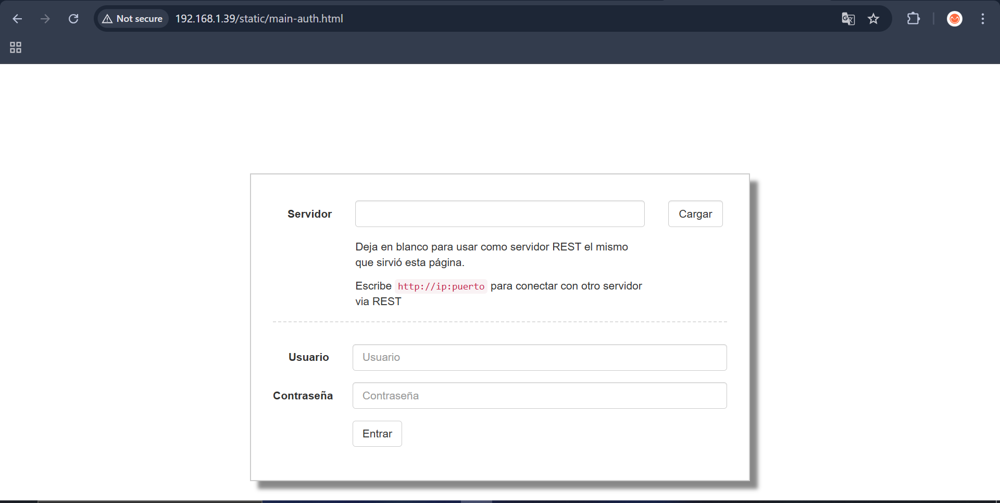 Not secure
192.168.1.39/static/main-auth.html
Servidor
Cargar
Deja en blanco para usar como servidor REST el mismo
que sirvió esta página.
Escribe http://ip:puerto para conectar con otro servidor
via REST
Usuario
Usuario
Contraseña
Contraseña
Entrar